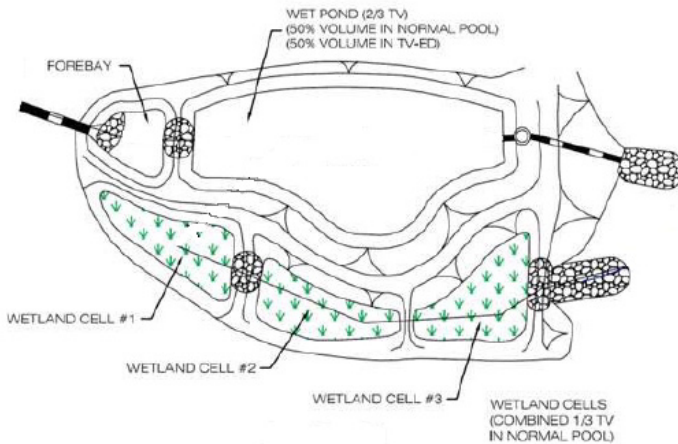 WET POND (2/3 TV)
(50% VOLUME IN NORMAL POOL)
(50% VOLUME IN TV-ED)
FOREBAY
WETLAND CELL #1
WETLAND CELL #2
WETLAND CELL #3
WETLAND CELLS
(COMBINED 1/3 TV
IN NORMAL POOL)